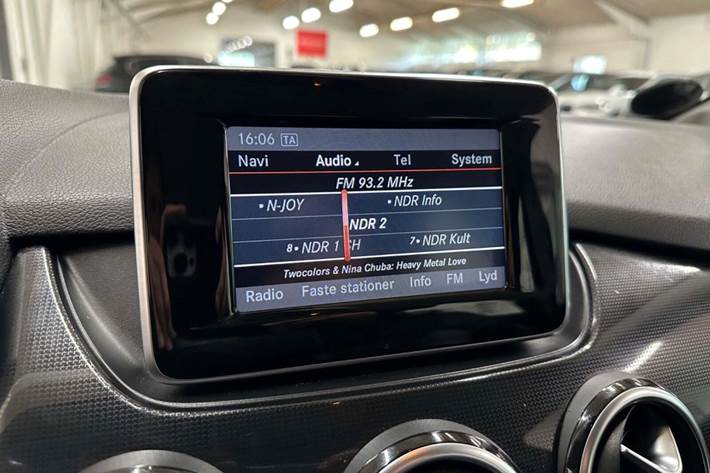 16:06 TA
Navi Audio Tel System
FM 93.2 MHz
• N-JOY • NDR Info
NDR 2
8• NDR 1 SH 7• NDR Kult
Twocolors & Nina Chuba: Heavy Metal Love
Radio Faste stationer Info FM Lyd